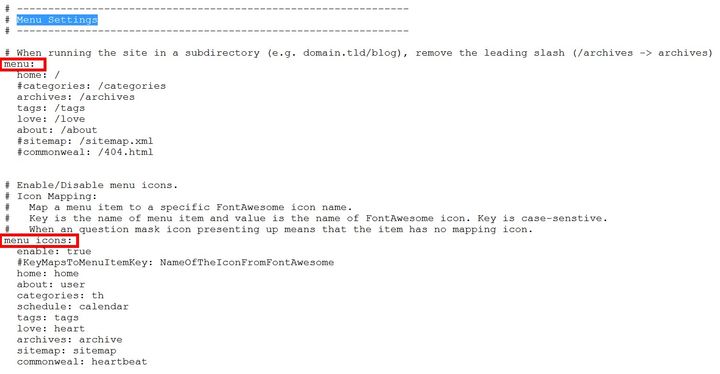 # ---------------------------------------------------------------
# Menu Settings
# ---------------------------------------------------------------
# When running the site in a subdirectory (e.g. domain.tld/blog), remove the leading slash (/archives -> archives)
menu:
  home: /
  #categories: /categories
  archives: /archives
  tags: /tags
  love: /love
  about: /about
  #sitemap: /sitemap.xml
  #commonweal: /404.html
# Enable/Disable menu icons.
# Icon Mapping:
#   Map a menu item to a specific FontAwesome icon name.
#   Key is the name of menu item and value is the name of FontAwesome icon. Key is case-senstive.
#   When an question mask icon presenting up means that the item has no mapping icon.
menu_icons:
  enable: true
  #KeyMapsToMenuItemKey: NameOfTheIconFromFontAwesome
  home: home
  about: user
  categories: th
  schedule: calendar
  tags: tags
  love: heart
  archives: archive
  sitemap: sitemap
  commonweal: heartbeat